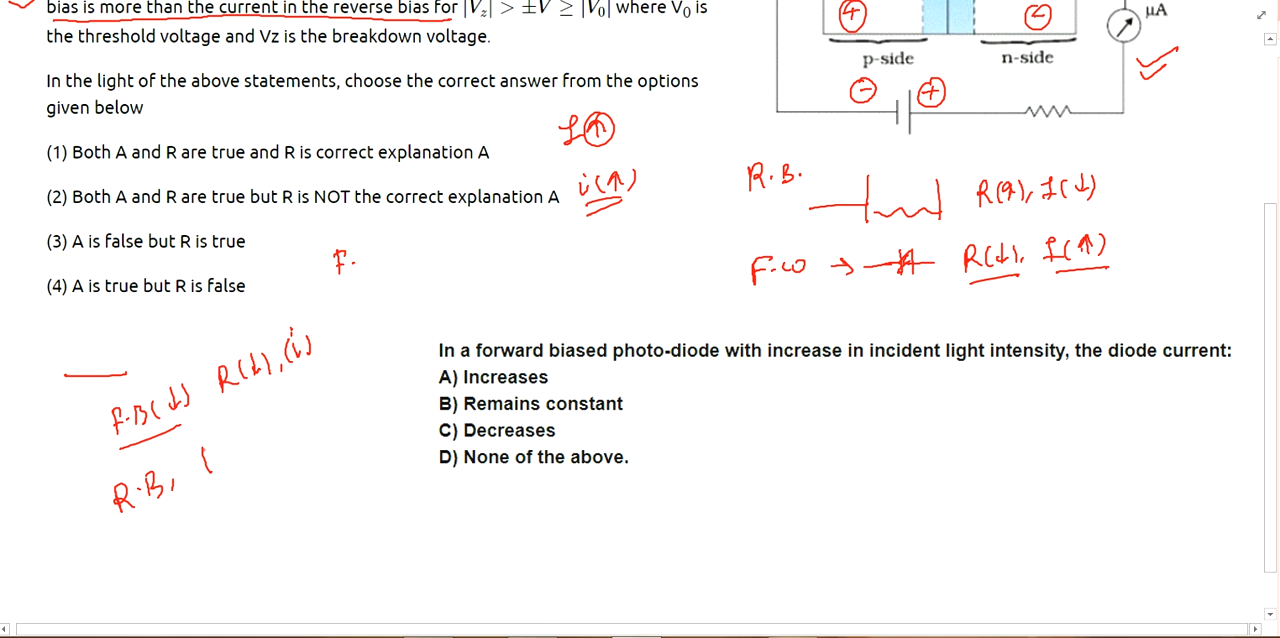 bias is more than the current in the reverse bias for |Vz| > ±V ≥ |V0| where V0 is
the threshold voltage and Vz is the breakdown voltage.
In the light of the above statements, choose the correct answer from the options
given below
(1) Both A and R are true and R is correct explanation A
(2) Both A and R are true but R is NOT the correct explanation A
(3) A is false but R is true
(4) A is true but R is false
I(↑)
i(↑)
F.
+
-
μA
p-side
n-side
-
+
R.B.
R(↑), I(↓)
F.W →
R(↓), I(↑)
F.B(↓) R(↓), (i)
R.B, (
In a forward biased photo-diode with increase in incident light intensity, the diode current:
A) Increases
B) Remains constant
C) Decreases
D) None of the above.